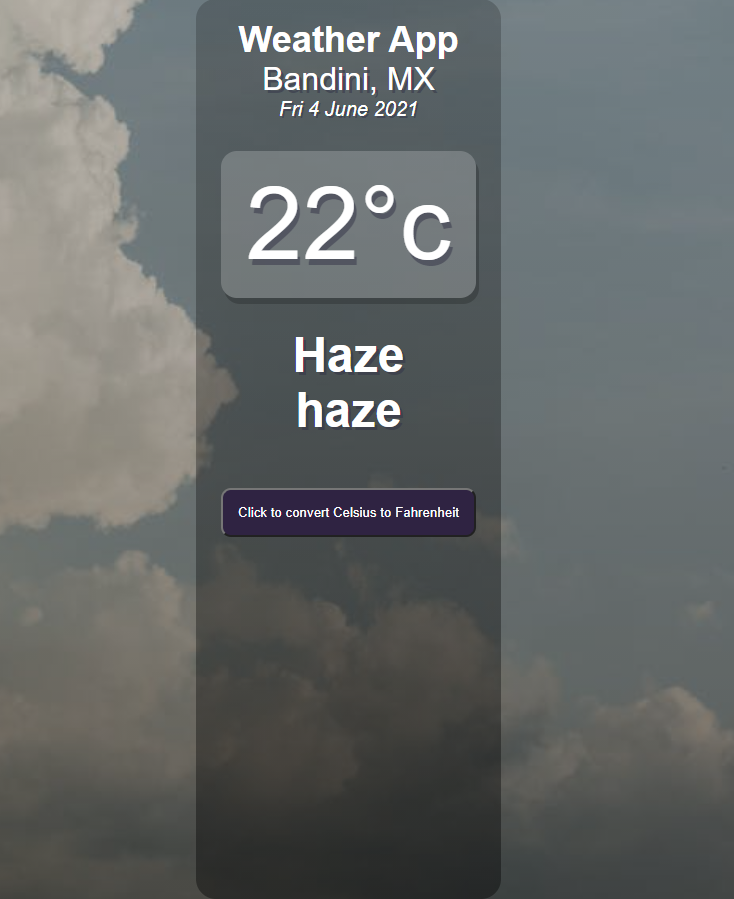 Weather App
Bandini, MX
Fri 4 June 2021
22°c
Haze
haze
Click to convert Celsius to Fahrenheit